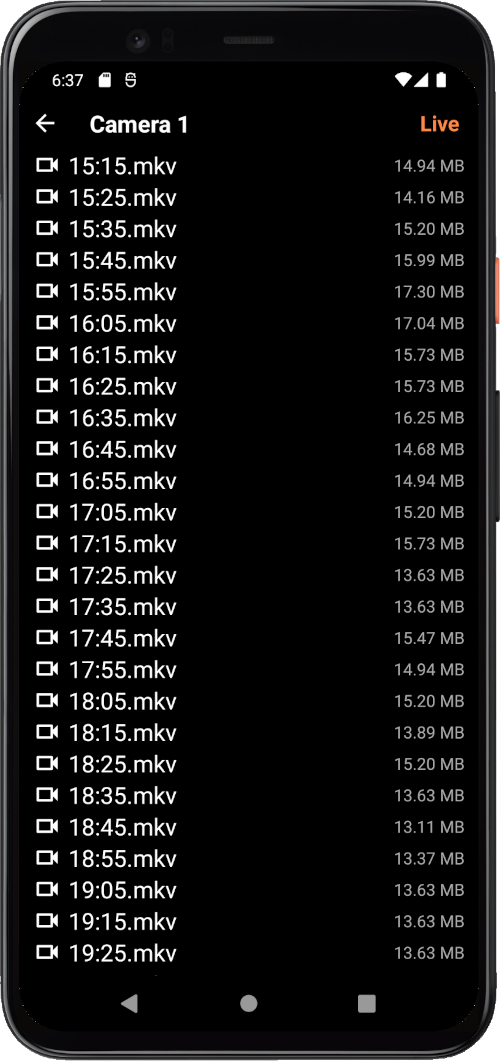 6:37
Camera 1 Live
15:15.mkv 14.94 MB
15:25.mkv 14.16 MB
15:35.mkv 15.20 MB
15:45.mkv 15.99 MB
15:55.mkv 17.30 MB
16:05.mkv 17.04 MB
16:15.mkv 15.73 MB
16:25.mkv 15.73 MB
16:35.mkv 16.25 MB
16:45.mkv 14.68 MB
16:55.mkv 14.94 MB
17:05.mkv 15.20 MB
17:15.mkv 15.73 MB
17:25.mkv 13.63 MB
17:35.mkv 13.63 MB
17:45.mkv 15.47 MB
17:55.mkv 14.94 MB
18:05.mkv 15.20 MB
18:15.mkv 13.89 MB
18:25.mkv 15.20 MB
18:35.mkv 13.63 MB
18:45.mkv 13.11 MB
18:55.mkv 13.37 MB
19:05.mkv 13.63 MB
19:15.mkv 13.63 MB
19:25.mkv 13.63 MB